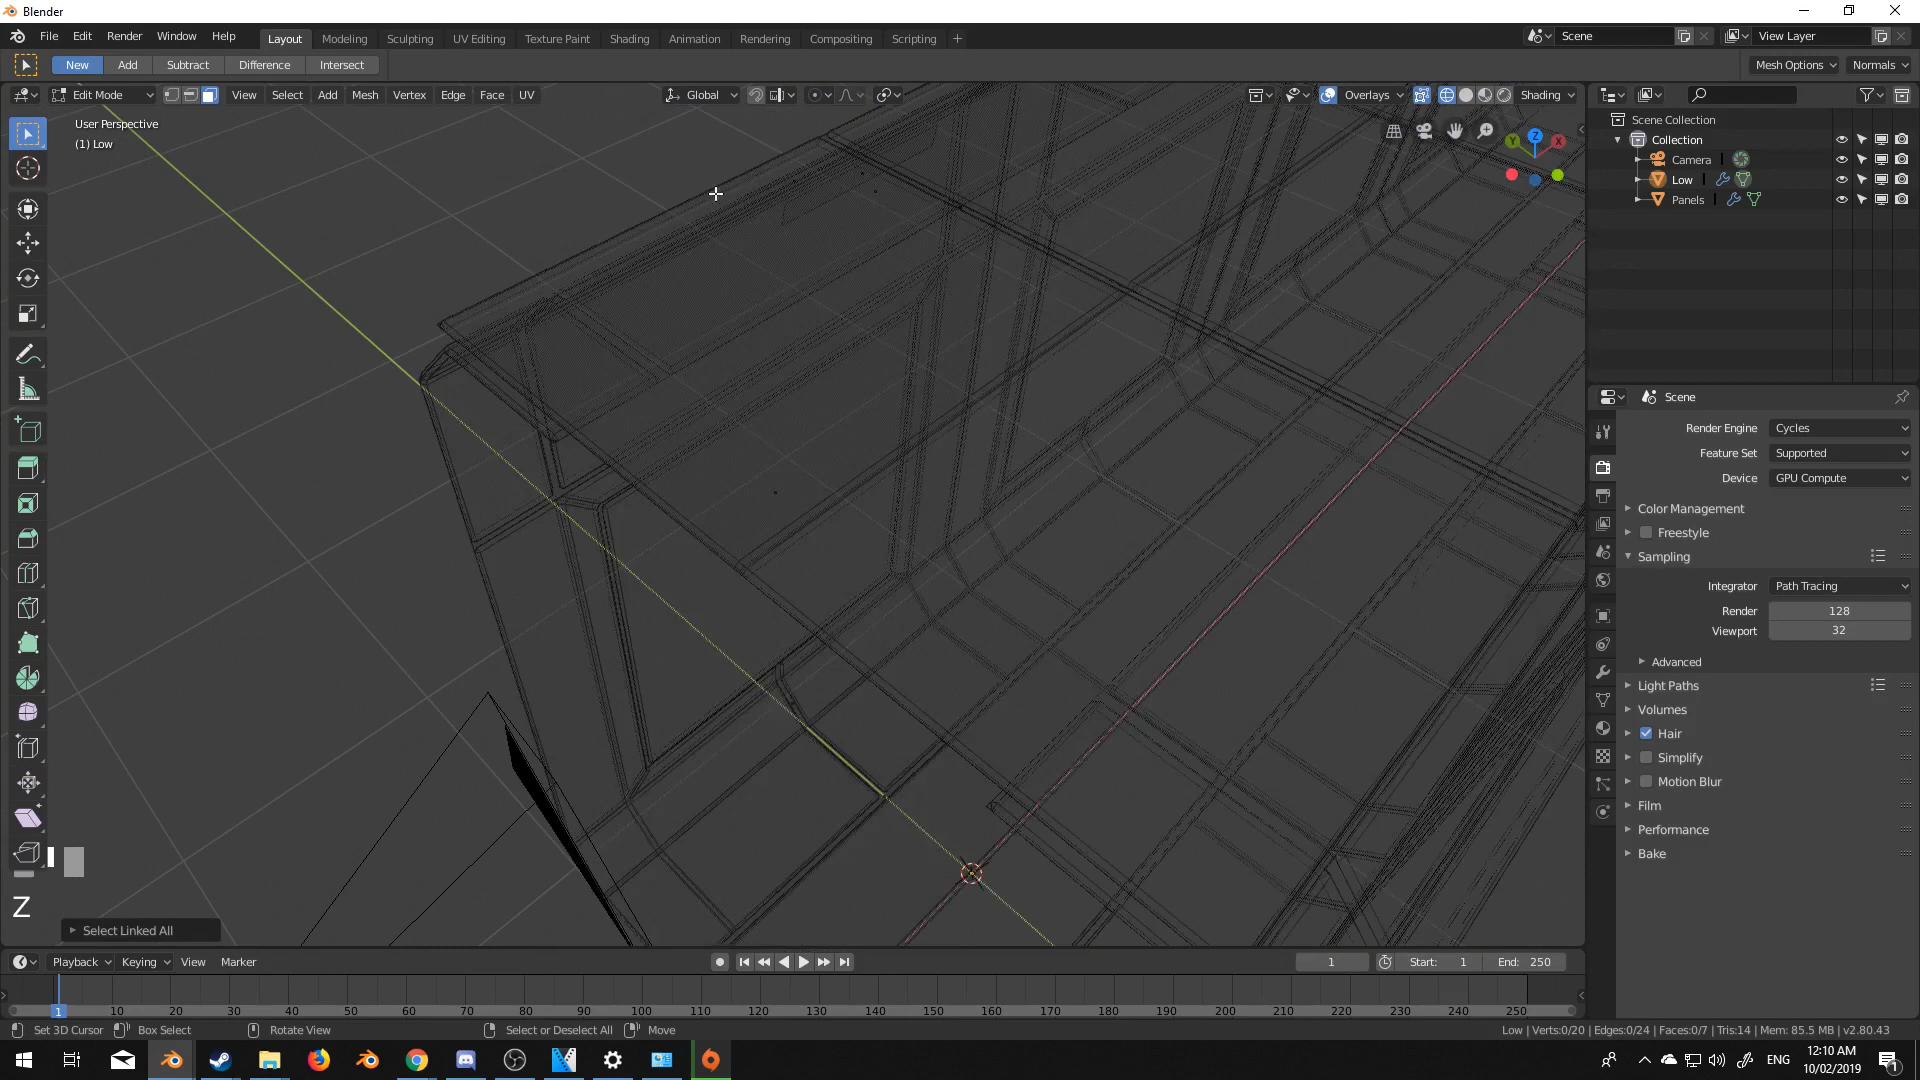 Blender
File Edit Render Window Help Layout Modeling Sculpting UV Editing Texture Paint Shading Animation Rendering Compositing Scripting + Scene View Layer
New Add Subtract Difference Intersect Mesh Options Normals
Edit Mode View Select Add Mesh Vertex Edge Face UV Global Overlays Shading
User Perspective
(1) Low
Y Z X
Scene Collection
Collection
Camera
Low
Panels
Scene
Render Engine Cycles
Feature Set Supported
Device GPU Compute
Color Management
Freestyle
Sampling
Integrator Path Tracing
Render 128
Viewport 32
Advanced
Light Paths
Volumes
Hair
Simplify
Motion Blur
Film
Performance
Bake
Z
Select Linked All
Playback Keying View Marker 1 Start: 1 End: 250
1 10 20 30 40 50 60 70 80 90 100 110 120 130 140 150 160 170 180 190 200 210 220 230 240 250
Set 3D Cursor Box Select Rotate View Select or Deselect All Move Low | Verts:0/20 | Edges:0/24 | Faces:0/7 | Tris:14 | Mem: 85.5 MB | v2.80.43
ENG 12:10 AM
10/02/2019 1